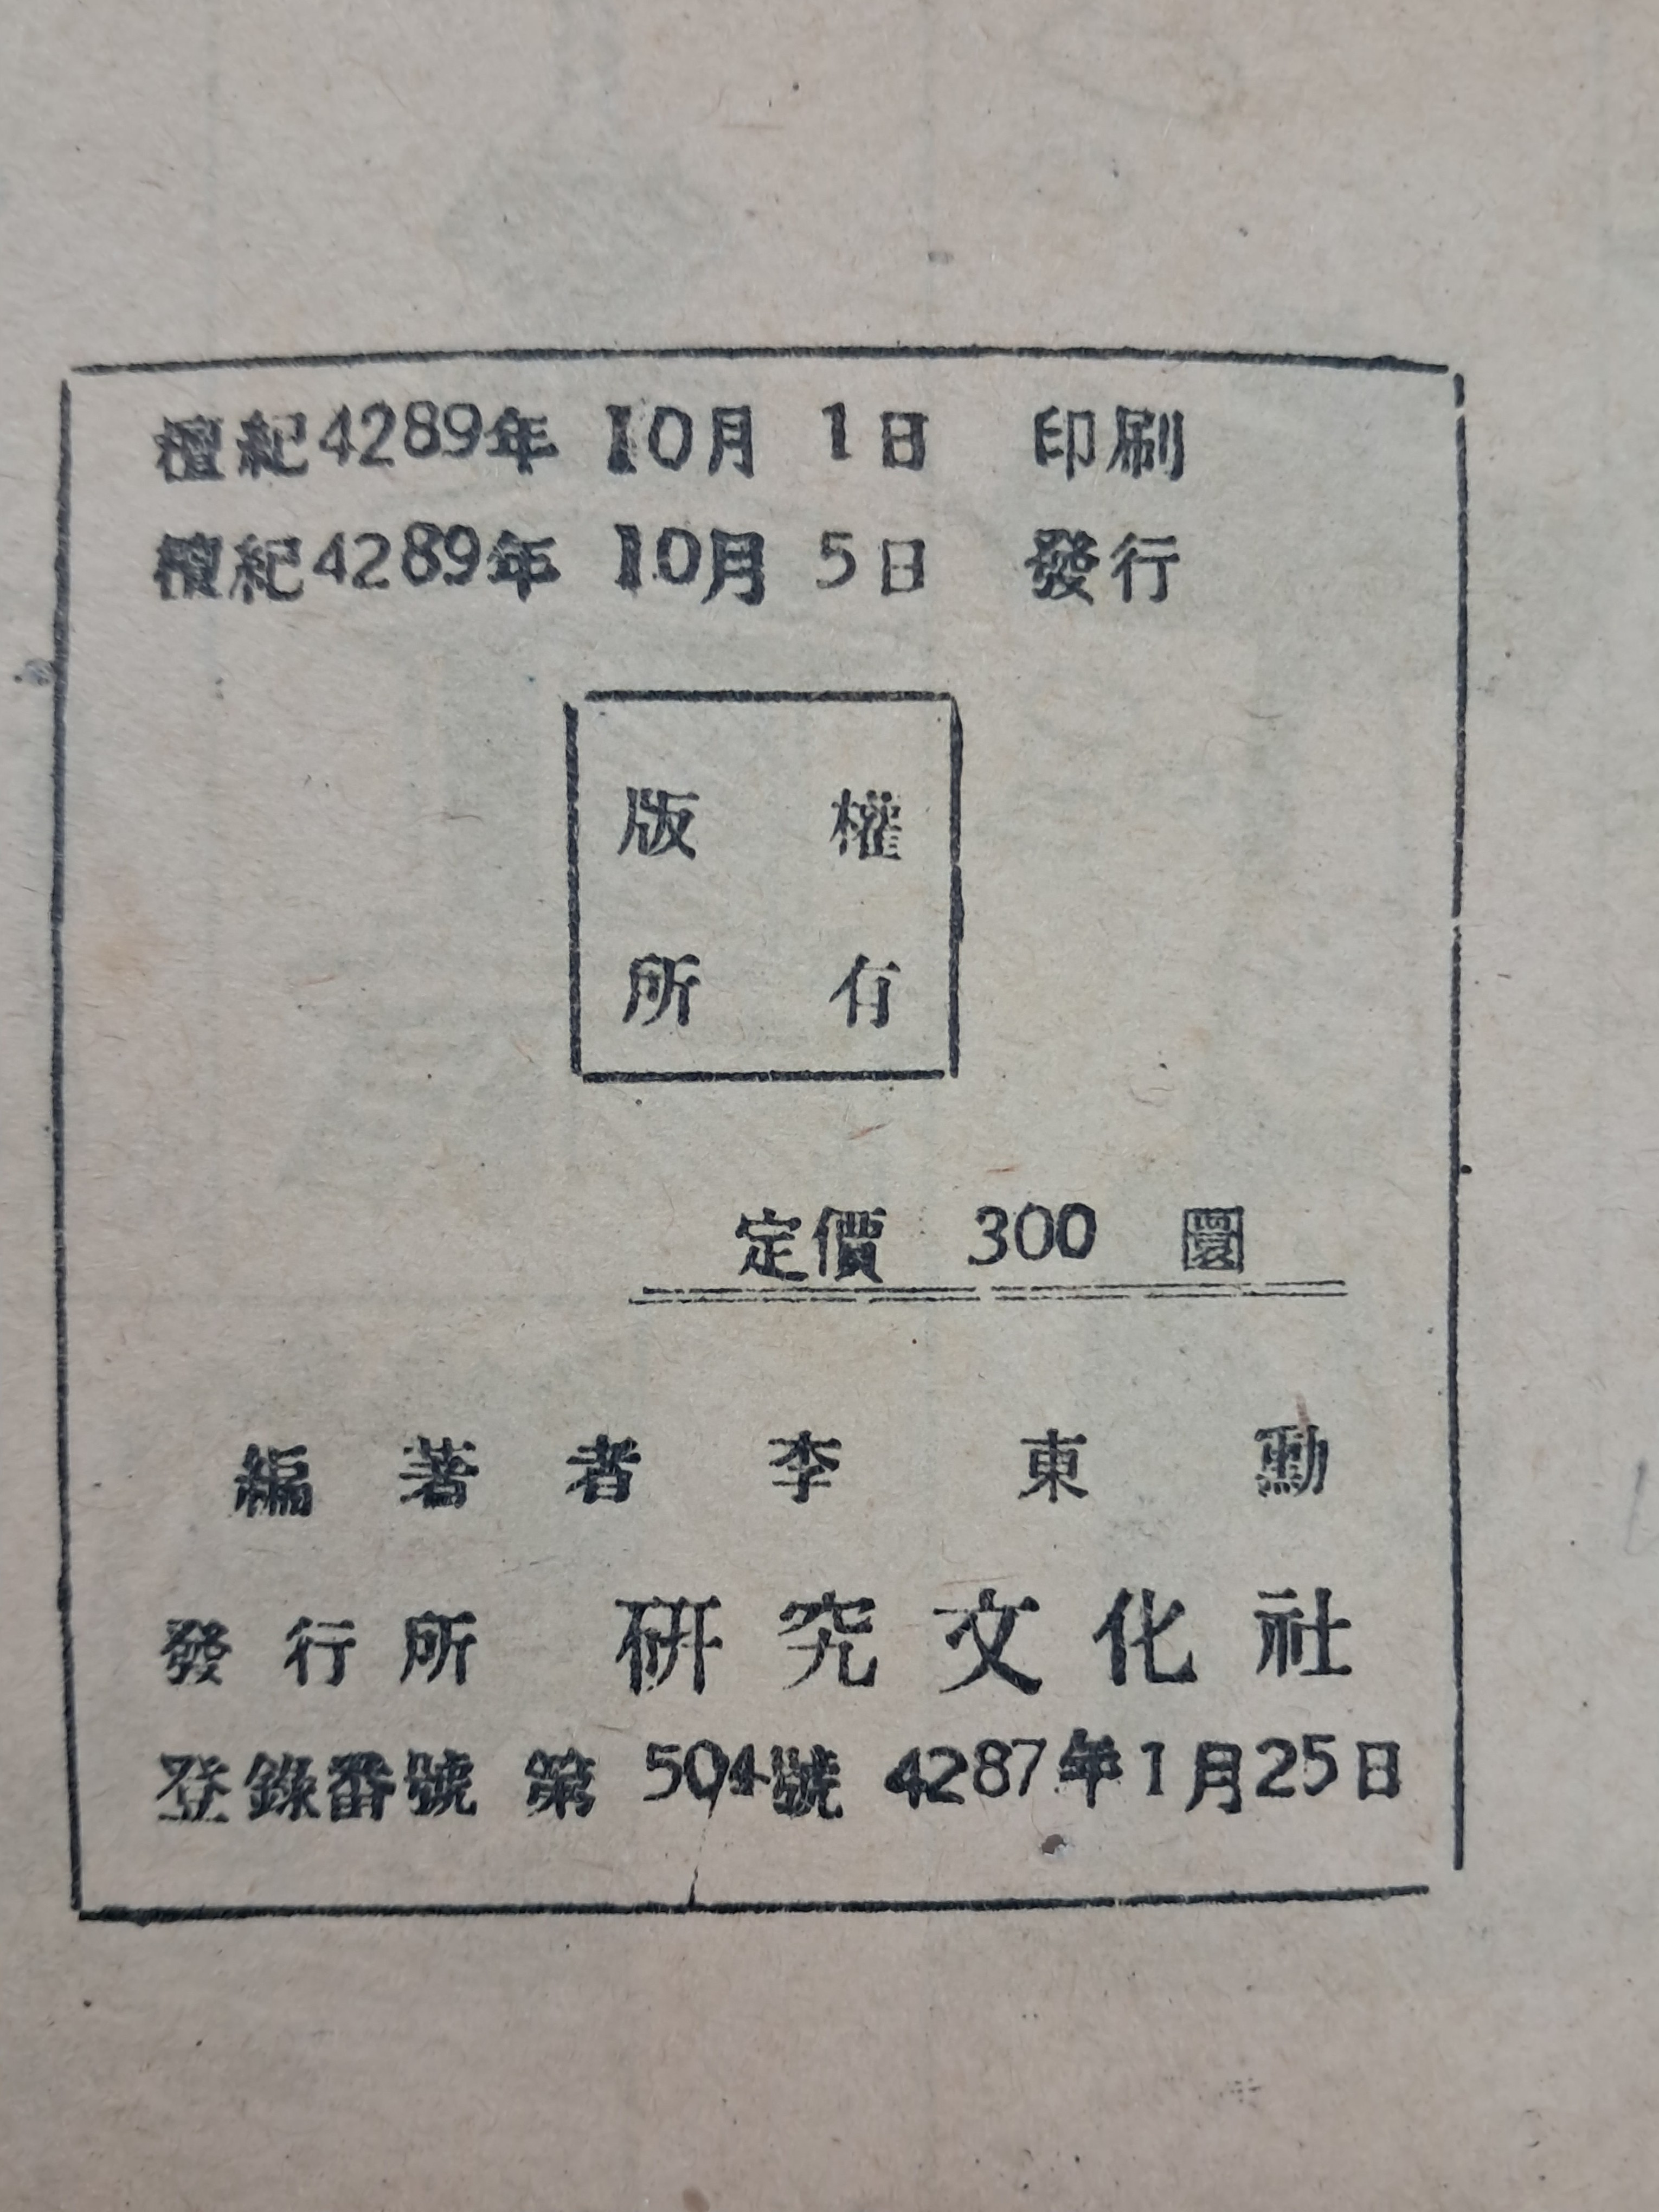 檀紀4289年 10月 1日 印刷
檀紀4289年 10月 5日 發行
版 權
所 有
定價 300 圜
編 著 者 李 東 勳
發 行 所 研 究 文 化 社
登錄番號 第 504號 4287年1月25日